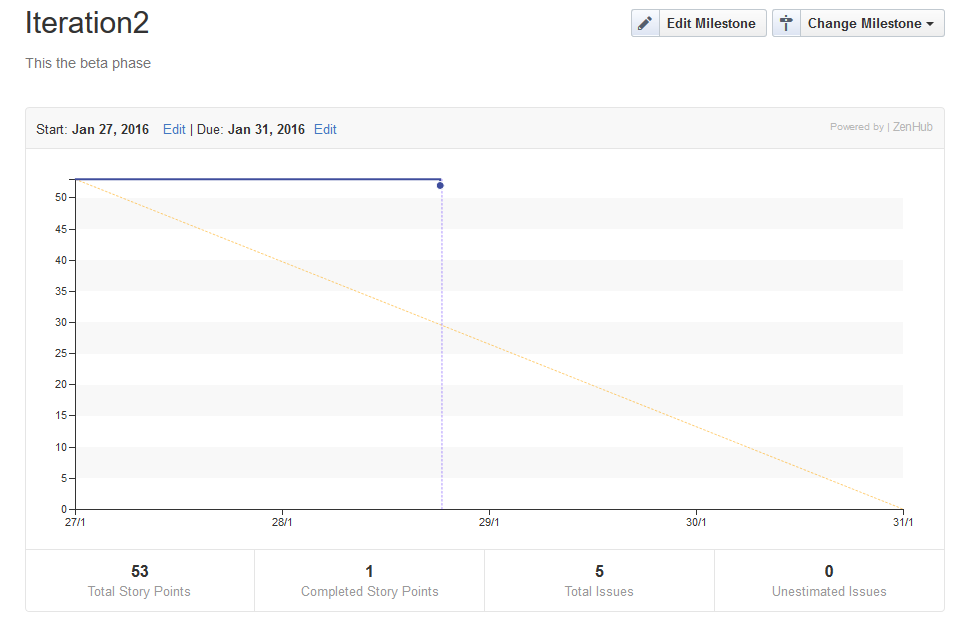 Iteration2
Edit Milestone
Change Milestone
This the beta phase
Start: Jan 27, 2016 Edit | Due: Jan 31, 2016 Edit
Powered by | ZenHub
50
45
40
35
30
25
20
15
10
5
0
27/1 28/1 29/1 30/1 31/1
53 1 5 0
Total Story Points Completed Story Points Total Issues Unestimated Issues